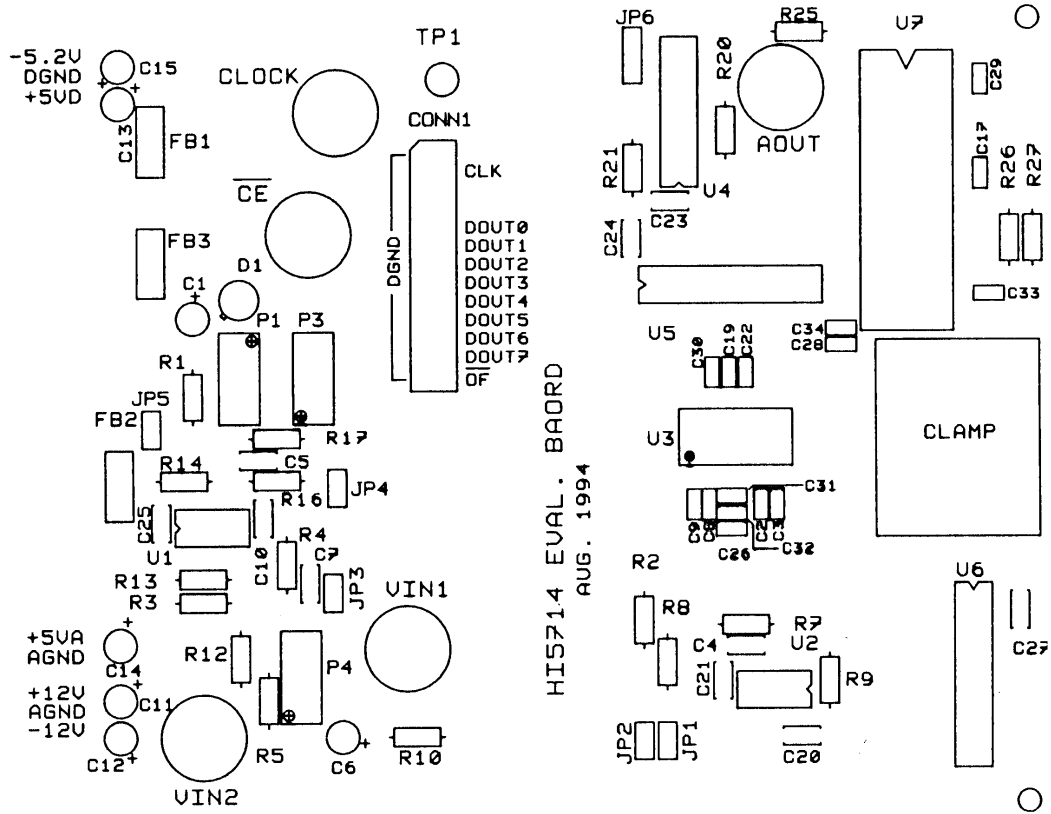 -5.2V
DGND
+5VD
C15
C13
FB1
CLOCK
TP1
CONN1
CLK
CE
DGND
DOUT0
DOUT1
DOUT2
DOUT3
DOUT4
DOUT5
DOUT6
DOUT7
OF
FB3
D1
C1
P1
P3
R1
JP5
FB2
R17
R14
C5
JP4
R16
C25
U1
C10
R4
C7
JP3
R13
R3
VIN1
+5VA
AGND
C14
+12V
AGND
-12V
C11
C12
R12
P4
R5
C6
R10
VIN2
HI5714 EVAL. BAORD
AUG. 1994
JP6
R25
R20
U7
C29
AOUT
C17
R26
R27
R21
U4
C23
C24
C33
U5
C34
C28
C30
C19
C22
U3
CLAMP
C31
C9
C8
C2
C3
C26
C32
R2
U6
R8
R7
C4
U2
C21
R9
C27
JP2
JP1
C20